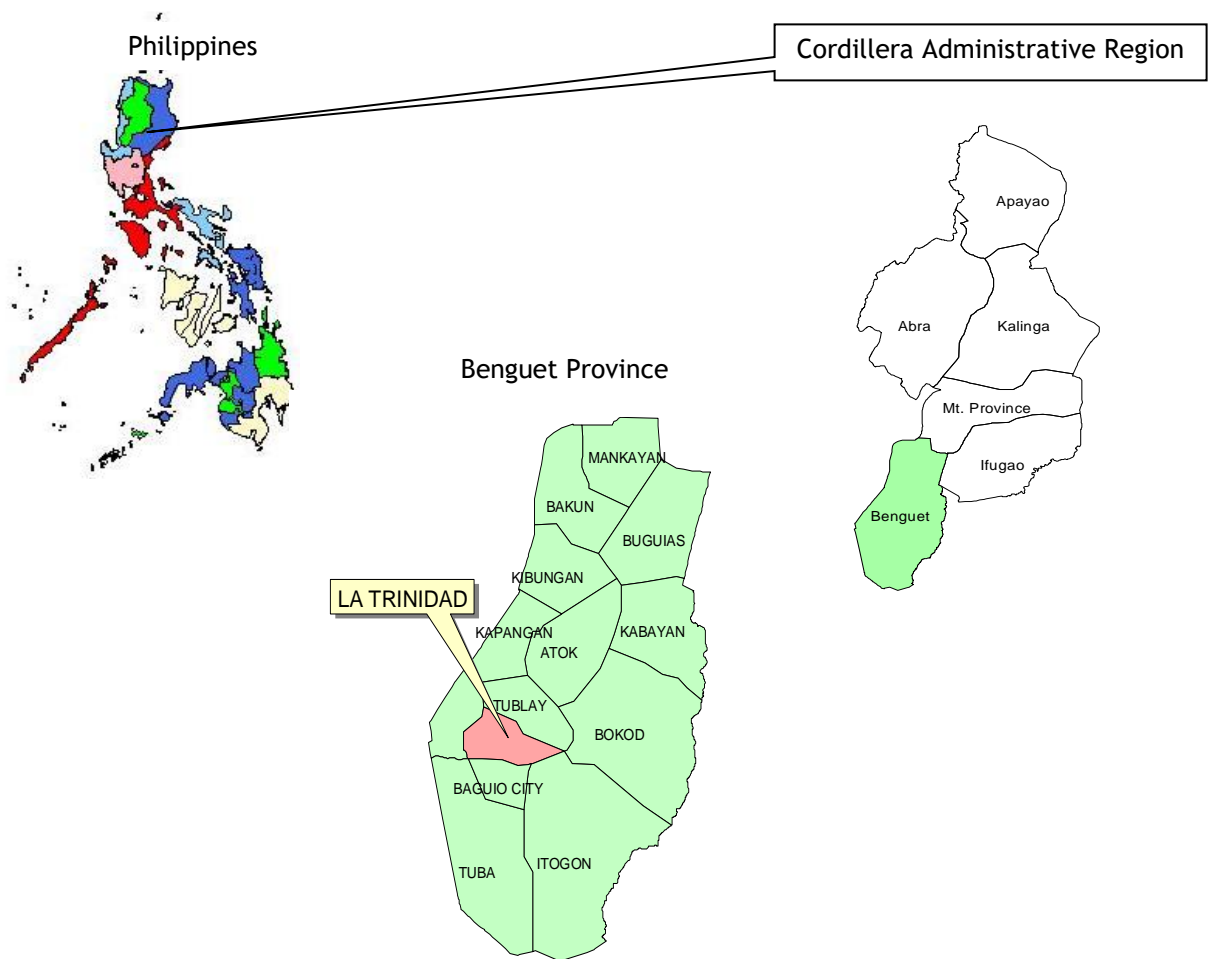 Philippines
Cordillera Administrative Region
Apayao
Abra
Kalinga
Mt. Province
Ifugao
Benguet
Benguet Province
MANKAYAN
BAKUN
BUGUIAS
KIBUNGAN
LA TRINIDAD
KAPANGAN
KABAYAN
ATOK
TUBLAY
BOKOD
BAGUIO CITY
TUBA
ITOGON